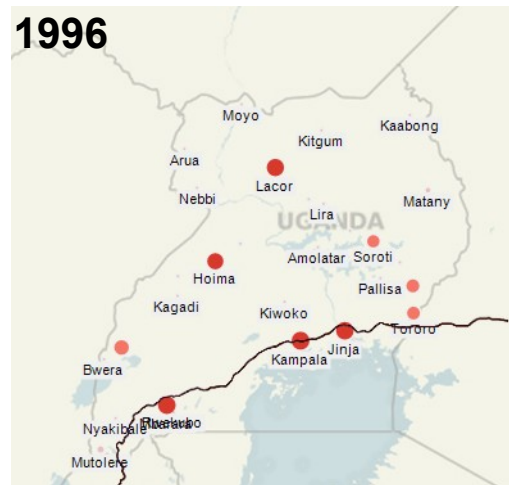 1996
Moyo
Kaabong
Kitgum
Arua
Lacor
Nebbi
Matany
Lira
UGANDA
Amolatar
Soroti
Hoima
Pallisa
Kagadi
Kiwoko
Tororo
Jinja
Kampala
Bwera
Nyakibale
Mutolere